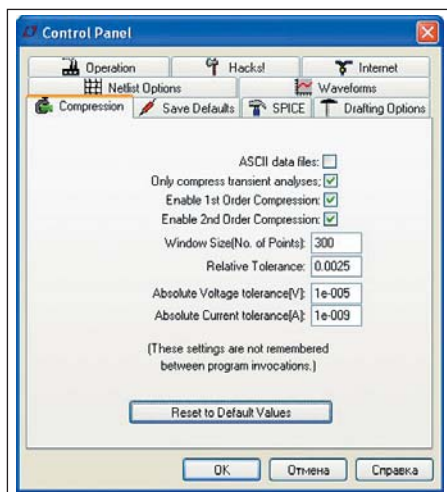 Control Panel
Operation Hacks! Internet
Netlist Options Waveforms
Compression Save Defaults SPICE Drafting Options
ASCII data files:
Only compress transient analyses:
Enable 1st Order Compression:
Enable 2nd Order Compression:
Window Size(No. of Points): 300
Relative Tolerance: 0.0025
Absolute Voltage tolerance[V]: 1e-005
Absolute Current tolerance[A]: 1e-009
(These settings are not remembered
between program invocations.)
Reset to Default Values
OK Отмена Справка